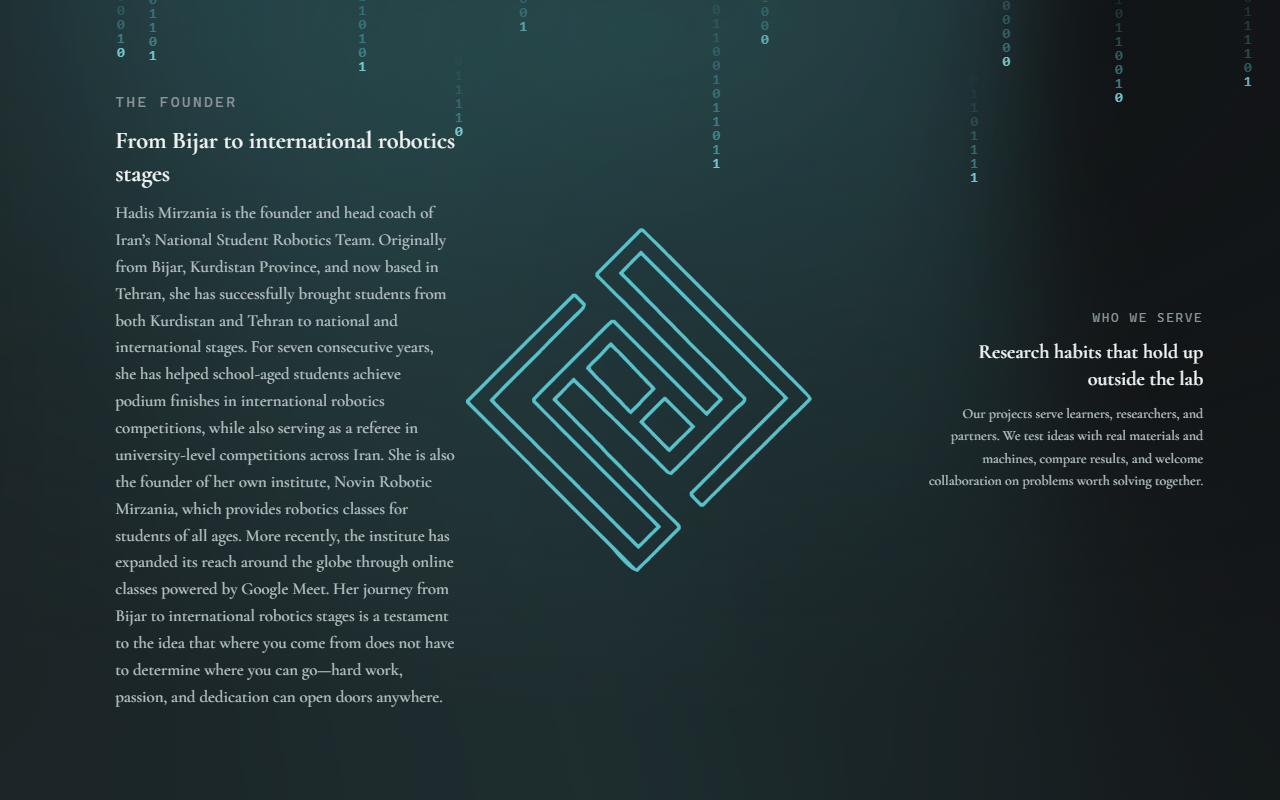 THE FOUNDER
From Bijar to international robotics
stages
Hadis Mirzania is the founder and head coach of
Iran’s National Student Robotics Team. Originally
from Bijar, Kurdistan Province, and now based in
Tehran, she has successfully brought students from
both Kurdistan and Tehran to national and
international stages. For seven consecutive years,
she has helped school-aged students achieve
podium finishes in international robotics
competitions, while also serving as a referee in
university-level competitions across Iran. She is also
the founder of her own institute, Novin Robotic
Mirzania, which provides robotics classes for
students of all ages. More recently, the institute has
expanded its reach around the globe through online
classes powered by Google Meet. Her journey from
Bijar to international robotics stages is a testament
to the idea that where you come from does not have
to determine where you can go—hard work,
passion, and dedication can open doors anywhere.
WHO WE SERVE
Research habits that hold up
outside the lab
Our projects serve learners, researchers, and
partners. We test ideas with real materials and
machines, compare results, and welcome
collaboration on problems worth solving together.